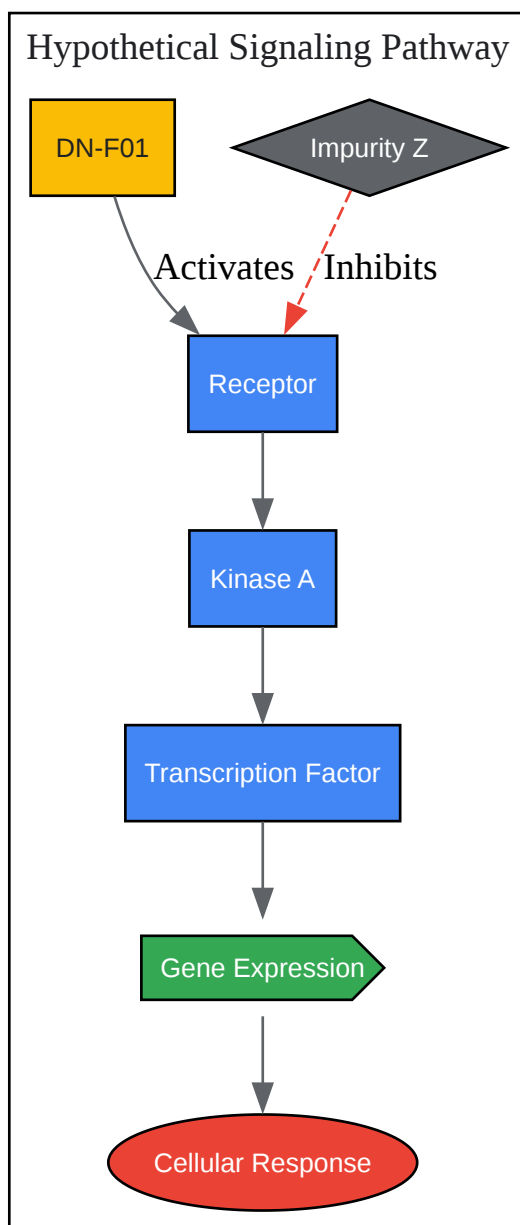 Hypothetical Signaling Pathway
DN-F01
Impurity Z
Activates
Inhibits
Receptor
Kinase A
Transcription Factor
Gene Expression
Cellular Response